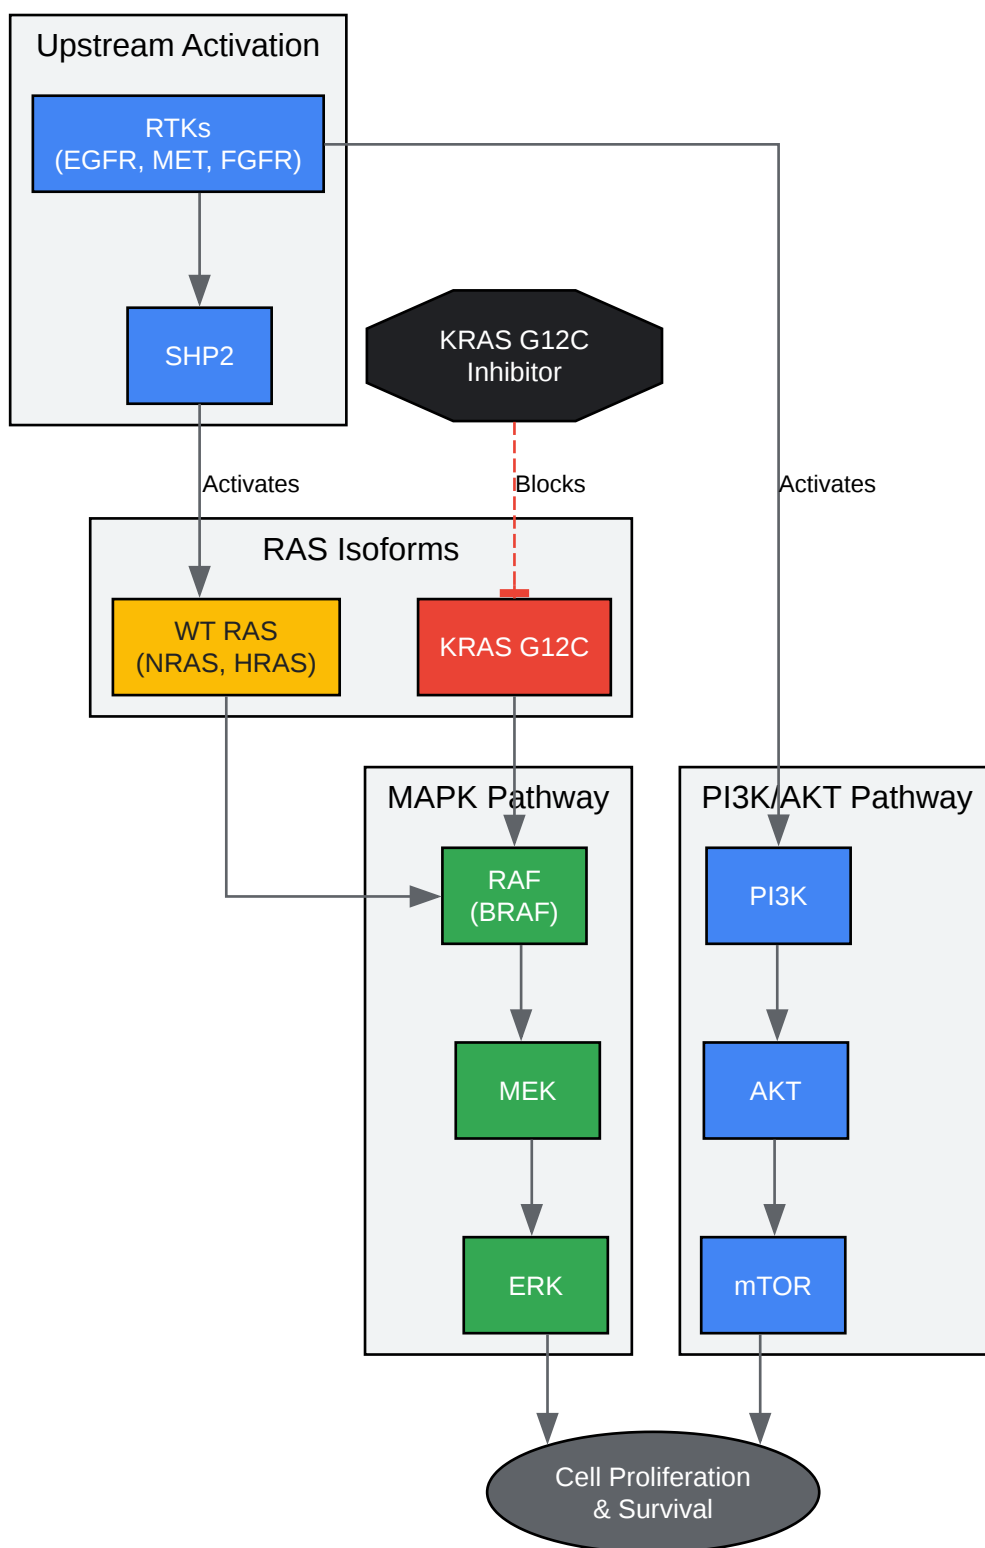 Upstream Activation
RTKs
(EGFR, MET, FGFR)
SHP2
KRAS G12C
Inhibitor
Activates
Blocks
Activates
RAS Isoforms
WT RAS
(NRAS, HRAS)
KRAS G12C
MAPK Pathway
PI3K/AKT Pathway
RAF
(BRAF)
PI3K
MEK
AKT
ERK
mTOR
Cell Proliferation
& Survival